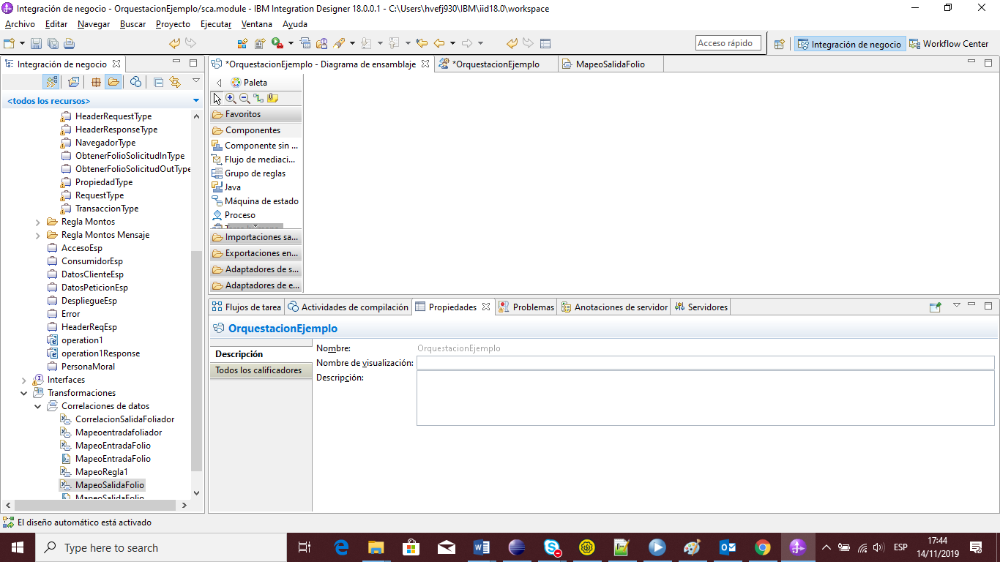 Integración de negocio - OrquestacionEjemplo/sca.module - IBM Integration Designer 18.0.0.1 - C:\Users\hvefj930\IBM\iid18.0\workspace
Archivo Editar Navegar Buscar Proyecto Ejecutar Ventana Ayuda
Acceso rápido
Integración de negocio
Workflow Center
Integración de negocio
*OrquestacionEjemplo - Diagrama de ensamblaje
*OrquestacionEjemplo
MapeoSalidaFolio
<todos los recursos>
HeaderRequestType
HeaderResponseType
NavegadorType
ObtenerFolioSolicitudInType
ObtenerFolioSolicitudOutType
PropiedadType
RequestType
TransaccionType
Regla Montos
Regla Montos Mensaje
AccesoEsp
ConsumidorEsp
DatosClienteEsp
DatosPeticionEsp
DespliegueEsp
Error
HeaderReqEsp
operation1
operation1Response
PersonaMoral
Interfaces
Transformaciones
Correlaciones de datos
CorrelacionSalidaFoliador
Mapeoentradafoliador
MapeoEntradaFolio
MapeoEntradaFolio
MapeoRegla1
MapeoSalidaFolio
MapeoSalidaFolio
Paleta
Favoritos
Componentes
Componente sin ...
Flujo de mediaci...
Grupo de reglas
Java
Máquina de estado
Proceso
Importaciones sa...
Exportaciones en...
Adaptadores de s...
Adaptadores de e...
Flujos de tarea
Actividades de compilación
Propiedades
Problemas
Anotaciones de servidor
Servidores
OrquestacionEjemplo
Descripción
Todos los calificadores
Nombre: OrquestacionEjemplo
Nombre de visualización:
Descripción:
El diseño automático está activado
Type here to search
ESP
17:44
14/11/2019